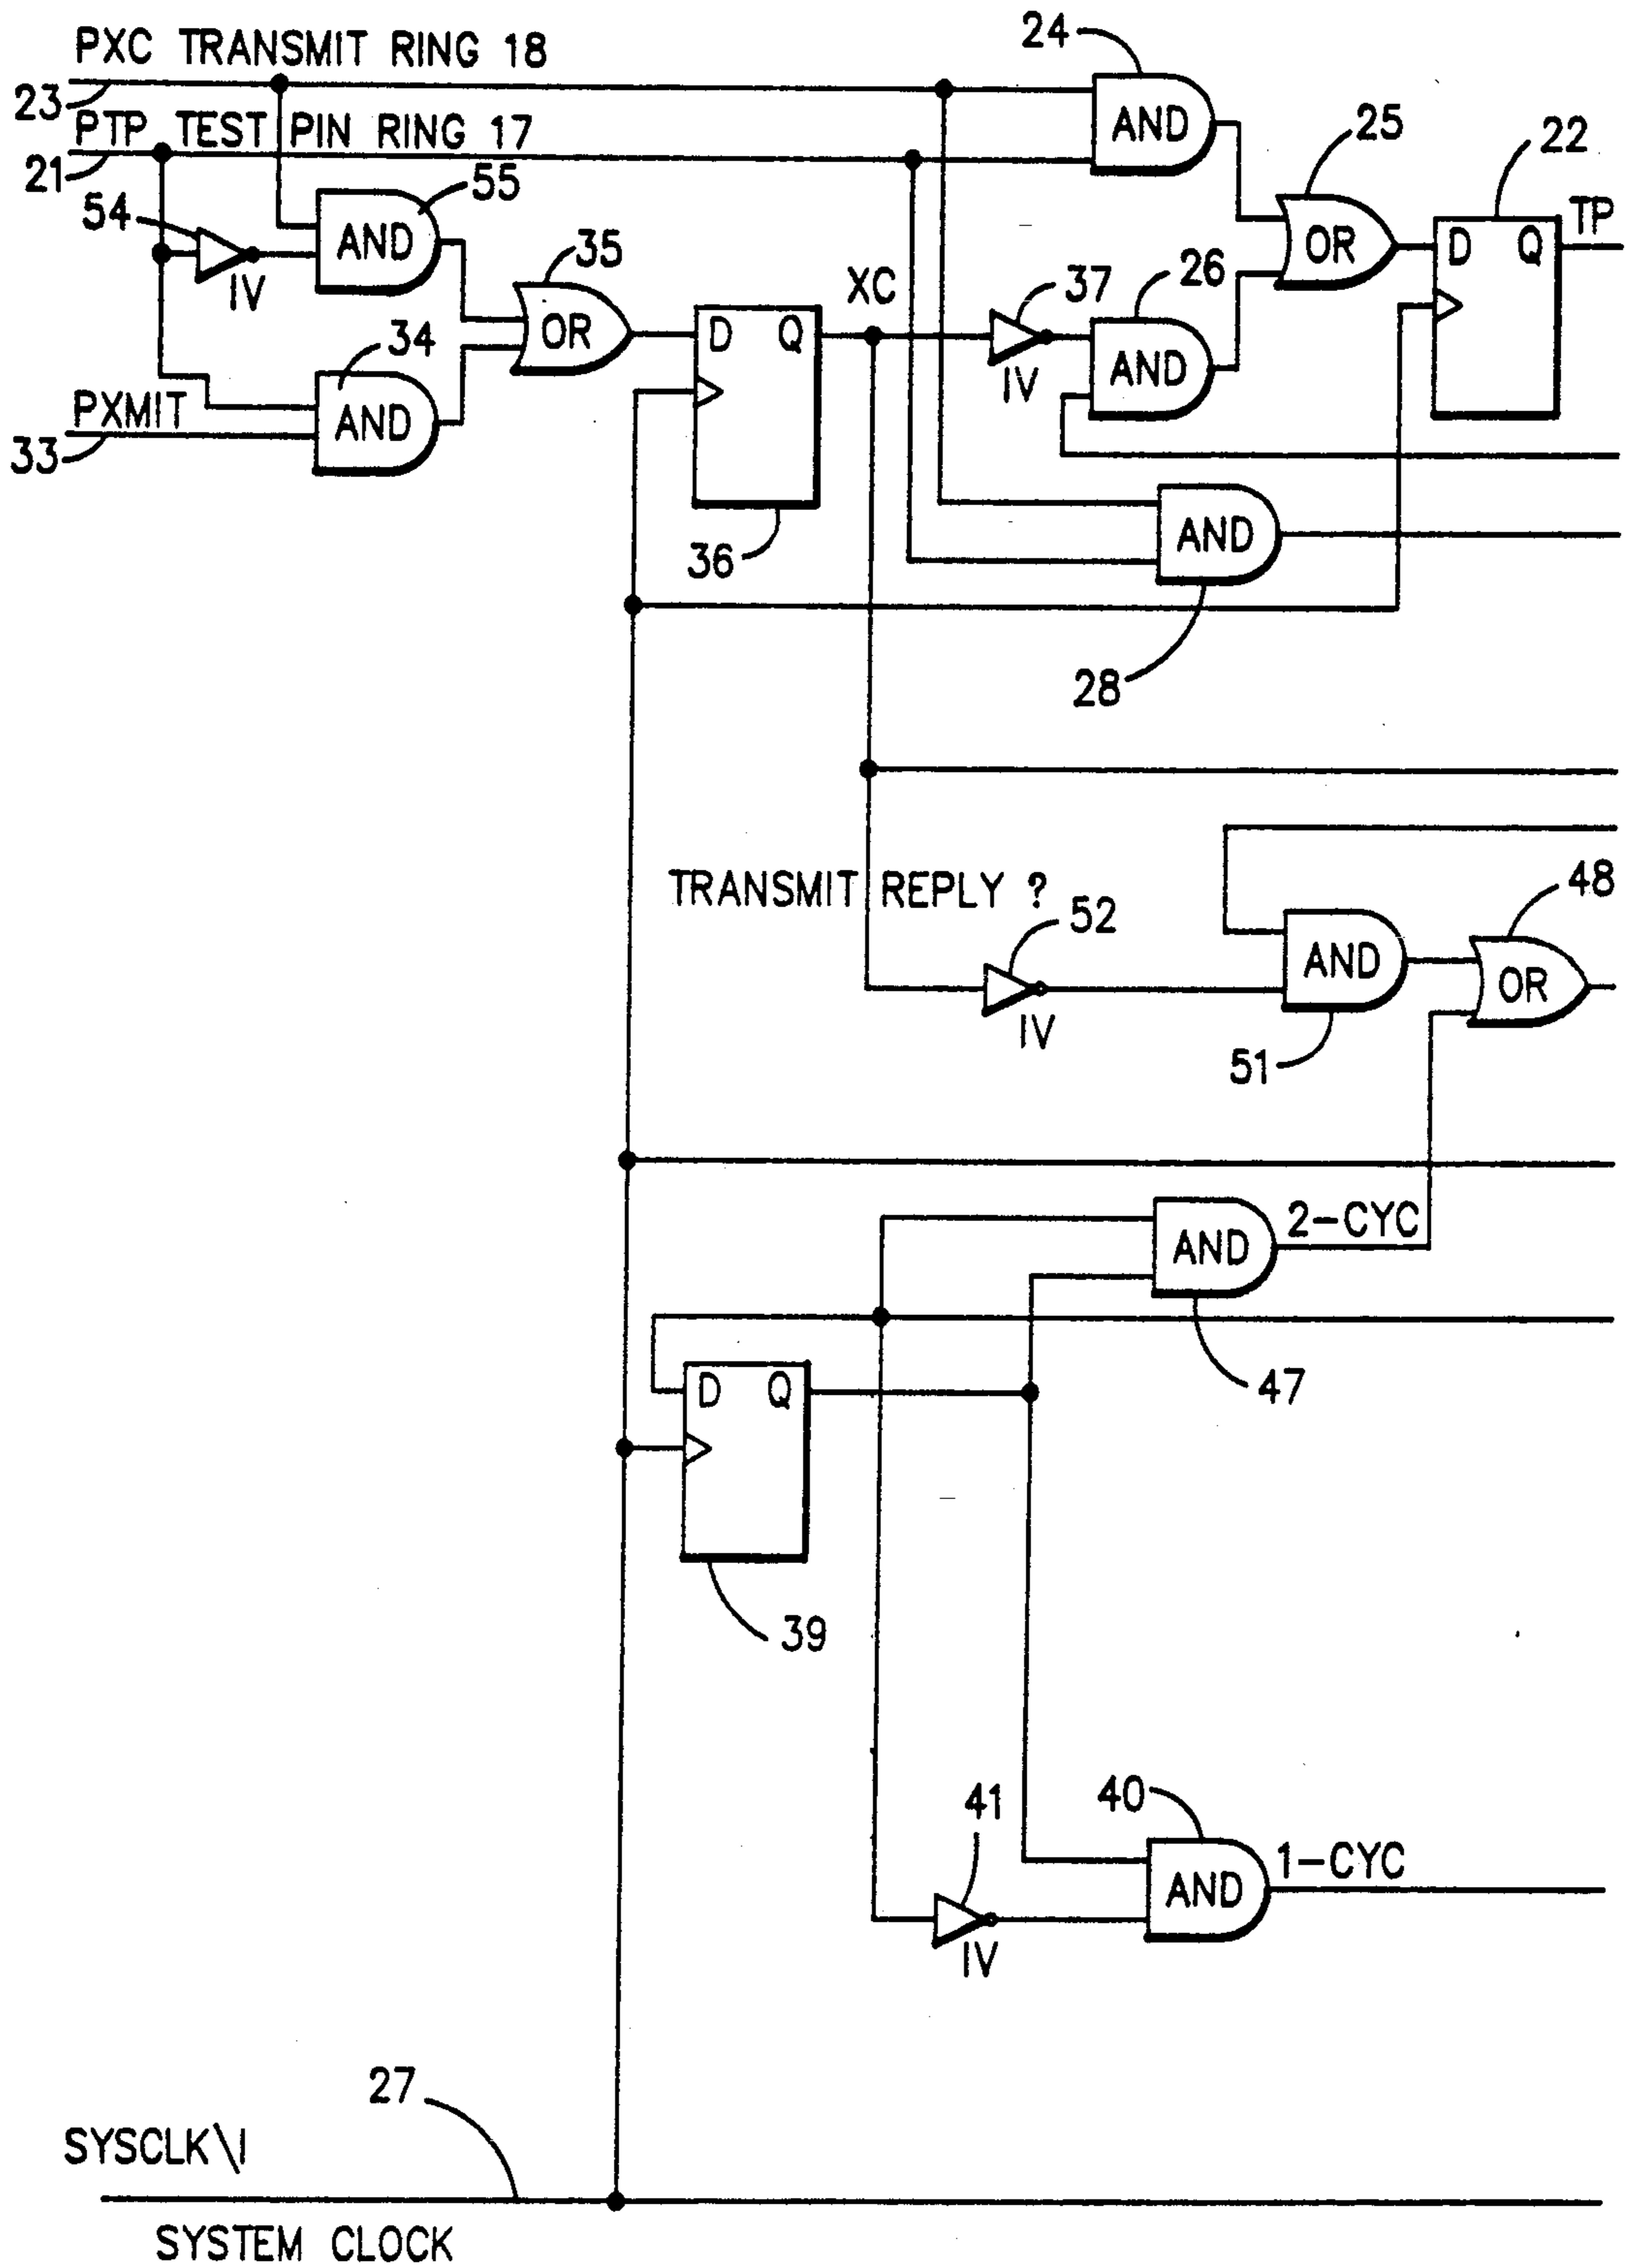 PXC TRANSMIT RING 18
24
23
PTP TEST PIN RING 17
25
22
21
55
TP
54
AND
AND
35
OR
D Q
IV
XC
37
26
34
OR
D Q
AND
PXMIT
AND
IV
33
36
AND
28
TRANSMIT REPLY ?
48
52
AND
OR
IV
51
2-CYC
AND
D Q
47
39
41
40
1-CYC
AND
IV
27
SYSCLK\I
SYSTEM CLOCK